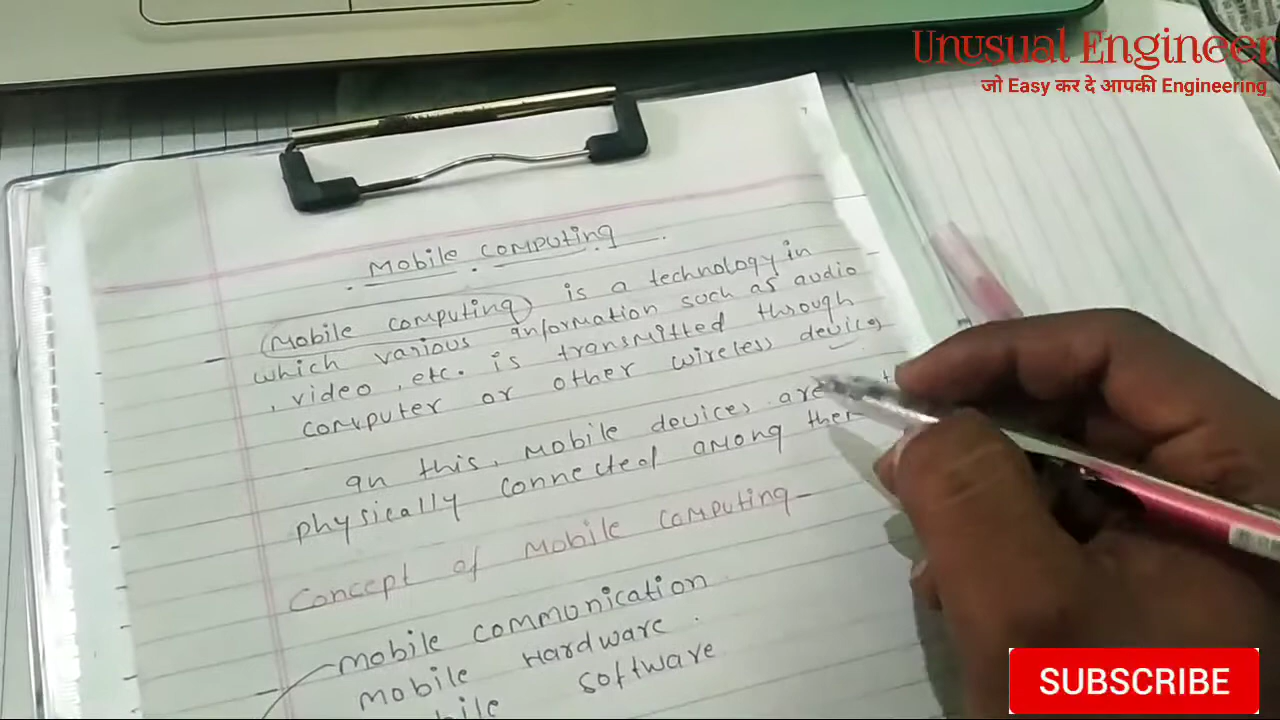 Unusual Engineer
जो Easy कर दे आपकी Engineering
Mobile Computing
Mobile computing is a technology in
which various information such as audio
, video, etc. is transmitted through
computer or other wireless devices
In this, mobile devices are
physically connected among them
Concept of Mobile Computing-
mobile communication
mobile Hardware
software
SUBSCRIBE